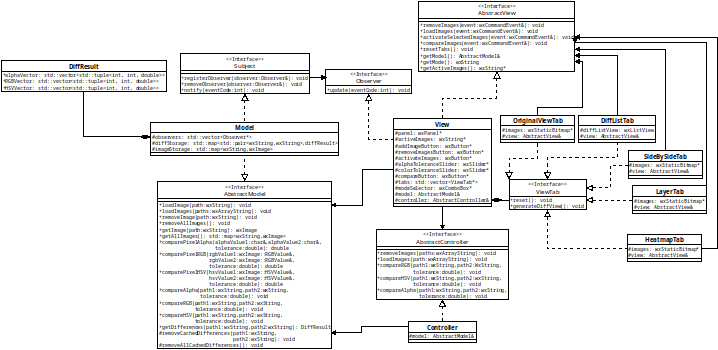 <<Interface>>
AbstractView
+removeImages(event:wxCommandEvent&): void
+loadImages(event:wxCommandEvent&): void
+activateSelectedImages(event:wxCommandEvent&): void
+compareImages(event:wxCommandEvent&): void
+resetTabs(): void
+getModel(): AbstractModel&
+getMode(): wxString
+getActiveImages(): wxString*
DiffResult
+alphaVector: std::vector<std::tuple<int, int, double>>
+RGBVector: std::vector<std::tuple<int, int, double>>
+HSVVector: std::vector<std::tuple<int, int, double>>
<<Interface>>
Subject
+registerObserver(observer:Observer&): void
+removeObserver(observer:Observer&): void
+notify(eventCode:int): void
<<Interface>>
Observer
+update(eventCode:int): void
Model
#observers: std::vector<Observer*>
#diffStorage: std::map<std::pair<wxString,wxString>,diffResult>
#imageStorage: std::map<wxString,wxImage>
View
#panel: wxPanel*
#activeImages: wxString*
#addImageButton: wxButton*
#removeImagesButton: wxButton*
#activateImages: wxButton*
#alphaToleranceSlider: wxSlider*
#colorToleranceSlider: wxSlider*
#compareButton: wxButton*
#tabs: std::vector<ViewTab*>
#modeSelector: wxComboBox*
#model: AbstractModel&
#controller: AbstractController&
OriginalViewTab
#images: wxStaticBitmap*
#view: AbstractView&
DiffListTab
#diffListView: wxListView
#view: AbstractView&
SideBySideTab
#images: wxStaticBitmap*
#view: AbstractView&
<<Interface>>
ViewTab
+reset(): void
+generateDiffView(): void
LayerTab
#images: wxStaticBitmap*
#view: AbstractView&
HeatmapTab
#images: wxStaticBitmap*
#view: AbstractView&
<<Interface>>
AbstractModel
+loadImage(path:wxString): void
+loadImages(paths:wxArrayString): void
+removeImage(path:wxString): void
+removeAllImages(): void
+getImage(path:wxString): wxImage
+getAllImages(): std::map<wxString,wxImage>
+comparePixelAlpha(alphaValue1:char&,alphaValue2:char&,
tolerance:double): double
+comparePixelRGB(rgbValue1:wxImage::RGBValue&,
rgbValue2:wxImage::RGBValue&,
tolerance:double): double
+comparePixelHSV(hsvValue1:wxImage::HSVValue&,
hsvValue2:wxImage::HSVValue&,
tolerance:double): double
+compareAlpha(path1:wxString,path2:wxString,
tolerance:double): void
+compareRGB(path1:wxString,path2:wxString,
tolerance:double): void
+compareHSV(path1:wxString,path2:wxString,
tolerance:double): void
+getDifferences(path1:wxString,path2:wxString): DiffResult
#removeCachedDifferences(path1:wxString,
path2:wxString): void
#removeAllCachedDifferences(): void
<<Interface>>
AbstractController
+removeImages(paths:wxArrayString): void
+loadImages(paths:wxArrayString): void
+compareRGB(path1:wxString,path2:wxString,
tolerance:double): void
+compareHSV(path1:wxString,path2:wxString,
tolerance:double): void
+compareAlpha(path1:wxString,path2:wxString,
tolerance:double): void
Controller
#model: AbstractModel&